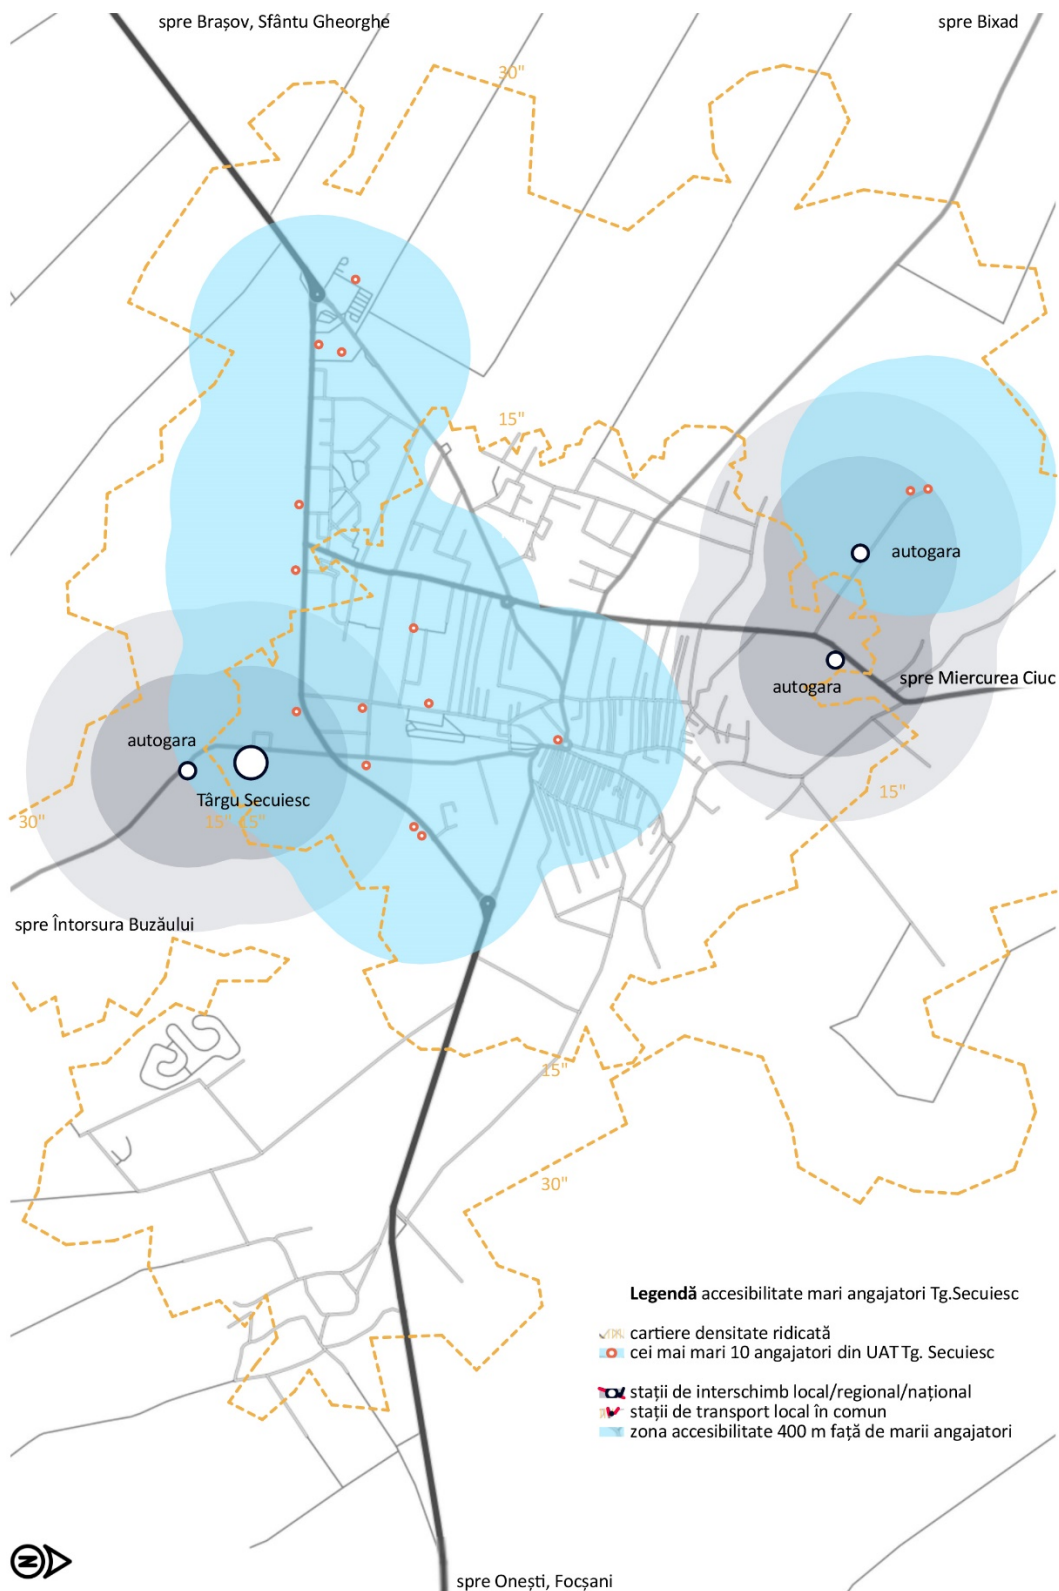 spre Brașov, Sfântu Gheorghe
spre Bixad
30"
15"
autogara
autogara
spre Miercurea Ciuc
autogara
Târgu Secuiesc
30"
15" 15"
15"
spre Întorsura Buzăului
15"
30"
Legendă accesibilitate mari angajatori Tg.Secuiesc
cartiere densitate ridicată
cei mai mari 10 angajatori din UAT Tg. Secuiesc
stații de interschimb local/regional/național
stații de transport local în comun
zona accesibilitate 400 m față de marii angajatori
N
spre Onești, Focșani